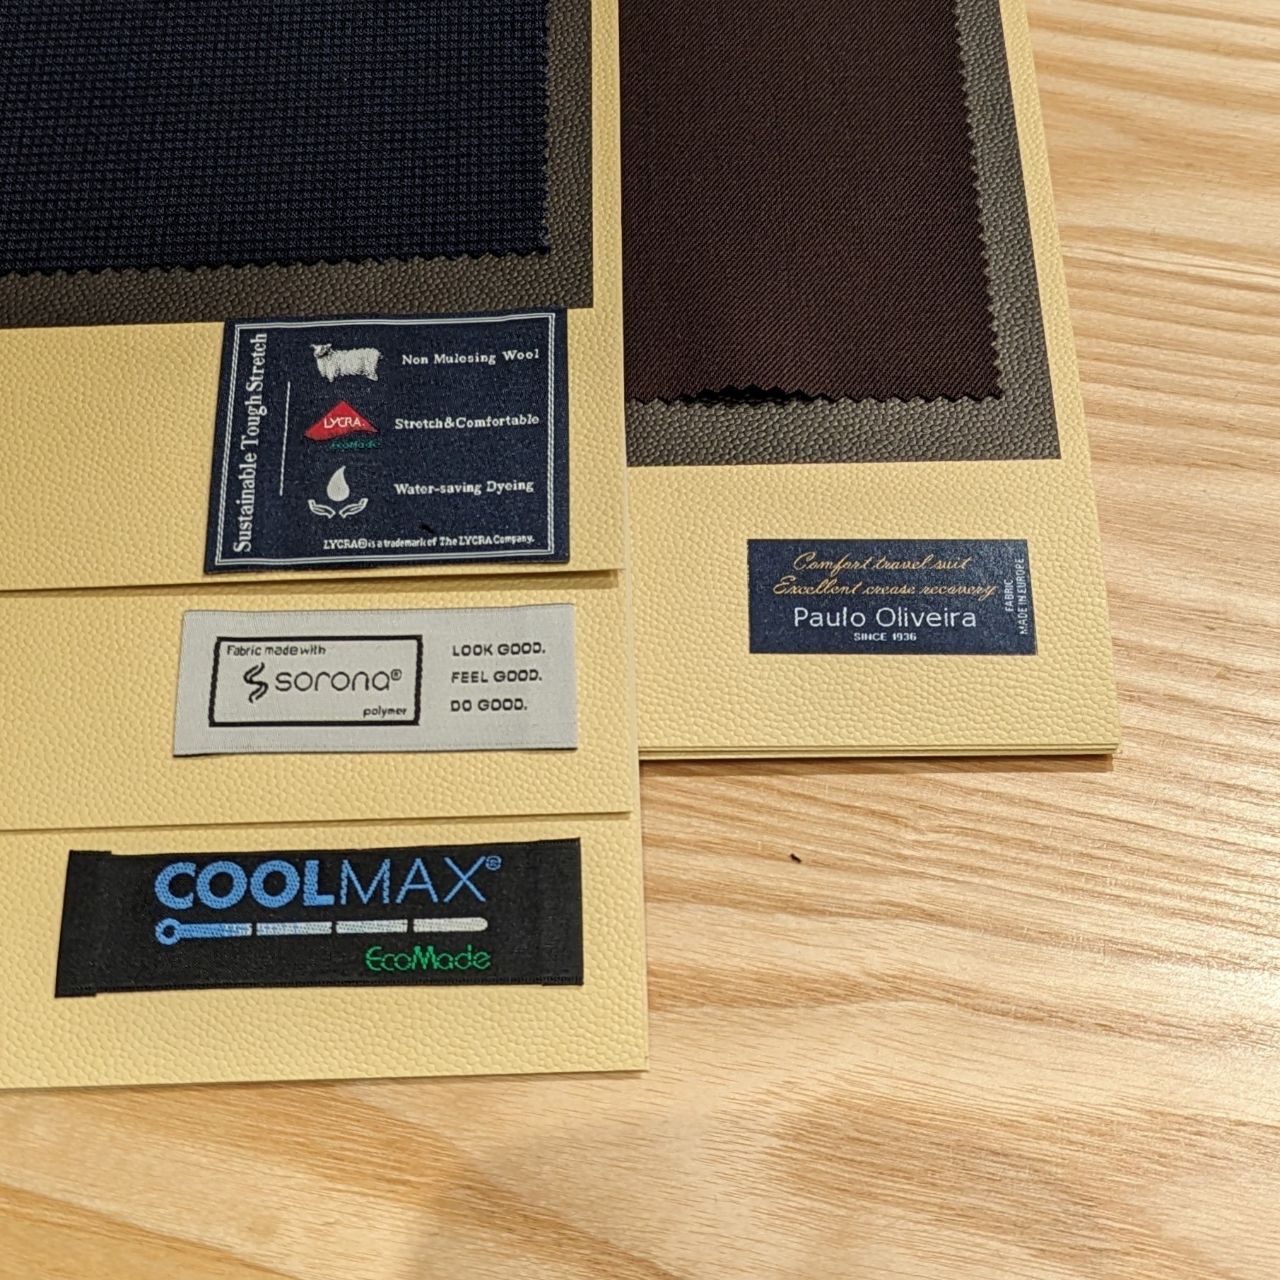 Sustainable Tough Stretch
Non Mulesing Wool
LYCRA.
EcoMade
Stretch&Comfortable
Water-saving Dyeing
LYCRA®is a trademark of The LYCRA Company.
Fabric made with
sorona®
polymer
LOOK GOOD.
FEEL GOOD.
DO GOOD.
COOLMAX®
EcoMade
Comfort travel suit
Excellent crease recovery
Paulo Oliveira
SINCE 1936
FABRIC
MADE IN EUROPE